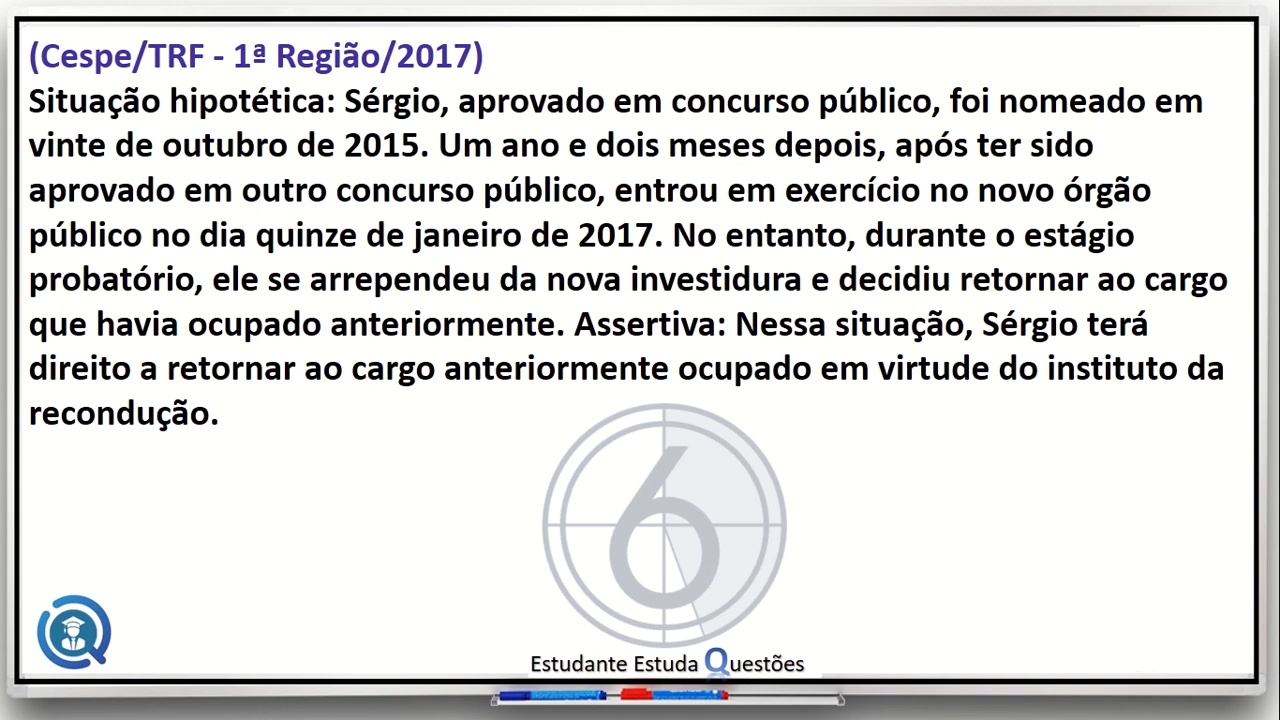 (Cespe/TRF - 1ª Região/2017)
Situação hipotética: Sérgio, aprovado em concurso público, foi nomeado em
vinte de outubro de 2015. Um ano e dois meses depois, após ter sido
aprovado em outro concurso público, entrou em exercício no novo órgão
público no dia quinze de janeiro de 2017. No entanto, durante o estágio
probatório, ele se arrependeu da nova investidura e decidiu retornar ao cargo
que havia ocupado anteriormente. Assertiva: Nessa situação, Sérgio terá
direito a retornar ao cargo anteriormente ocupado em virtude do instituto da
recondução.
6
Estudante Estuda Questões